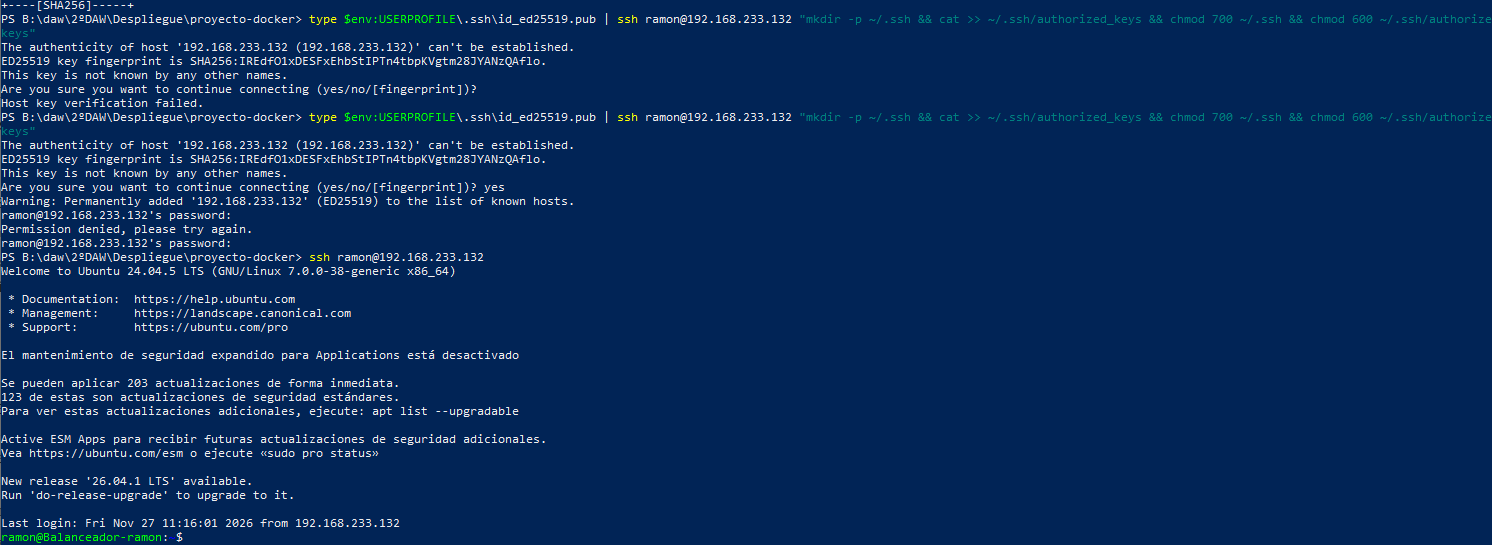 +----[SHA256]-----+
PS B:\daw\2ºDAW\Despliegue\proyecto-docker> type $env:USERPROFILE\.ssh\id_ed25519.pub | ssh ramon@192.168.233.132 "mkdir -p ~/.ssh && cat >> ~/.ssh/authorized_keys && chmod 700 ~/.ssh && chmod 600 ~/.ssh/authorize
keys"
The authenticity of host '192.168.233.132 (192.168.233.132)' can't be established.
ED25519 key fingerprint is SHA256:IREdfO1xDESFxEhbStIPTn4tbpKVgtm28JYANzQAflo.
This key is not known by any other names.
Are you sure you want to continue connecting (yes/no/[fingerprint])?
Host key verification failed.
PS B:\daw\2ºDAW\Despliegue\proyecto-docker> type $env:USERPROFILE\.ssh\id_ed25519.pub | ssh ramon@192.168.233.132 "mkdir -p ~/.ssh && cat >> ~/.ssh/authorized_keys && chmod 700 ~/.ssh && chmod 600 ~/.ssh/authorize
keys"
The authenticity of host '192.168.233.132 (192.168.233.132)' can't be established.
ED25519 key fingerprint is SHA256:IREdfO1xDESFxEhbStIPTn4tbpKVgtm28JYANzQAflo.
This key is not known by any other names.
Are you sure you want to continue connecting (yes/no/[fingerprint])? yes
Warning: Permanently added '192.168.233.132' (ED25519) to the list of known hosts.
ramon@192.168.233.132's password:
Permission denied, please try again.
ramon@192.168.233.132's password:
PS B:\daw\2ºDAW\Despliegue\proyecto-docker> ssh ramon@192.168.233.132
Welcome to Ubuntu 24.04.5 LTS (GNU/Linux 7.0.0-38-generic x86_64)
* Documentation: https://help.ubuntu.com
* Management: https://landscape.canonical.com
* Support: https://ubuntu.com/pro
El mantenimiento de seguridad expandido para Applications está desactivado
Se pueden aplicar 203 actualizaciones de forma inmediata.
123 de estas son actualizaciones de seguridad estándares.
Para ver estas actualizaciones adicionales, ejecute: apt list --upgradable
Active ESM Apps para recibir futuras actualizaciones de seguridad adicionales.
Vea https://ubuntu.com/esm o ejecute «sudo pro status»
New release '26.04.1 LTS' available.
Run 'do-release-upgrade' to upgrade to it.
Last login: Fri Nov 27 11:16:01 2026 from 192.168.233.132
ramon@Balanceador-ramon: $